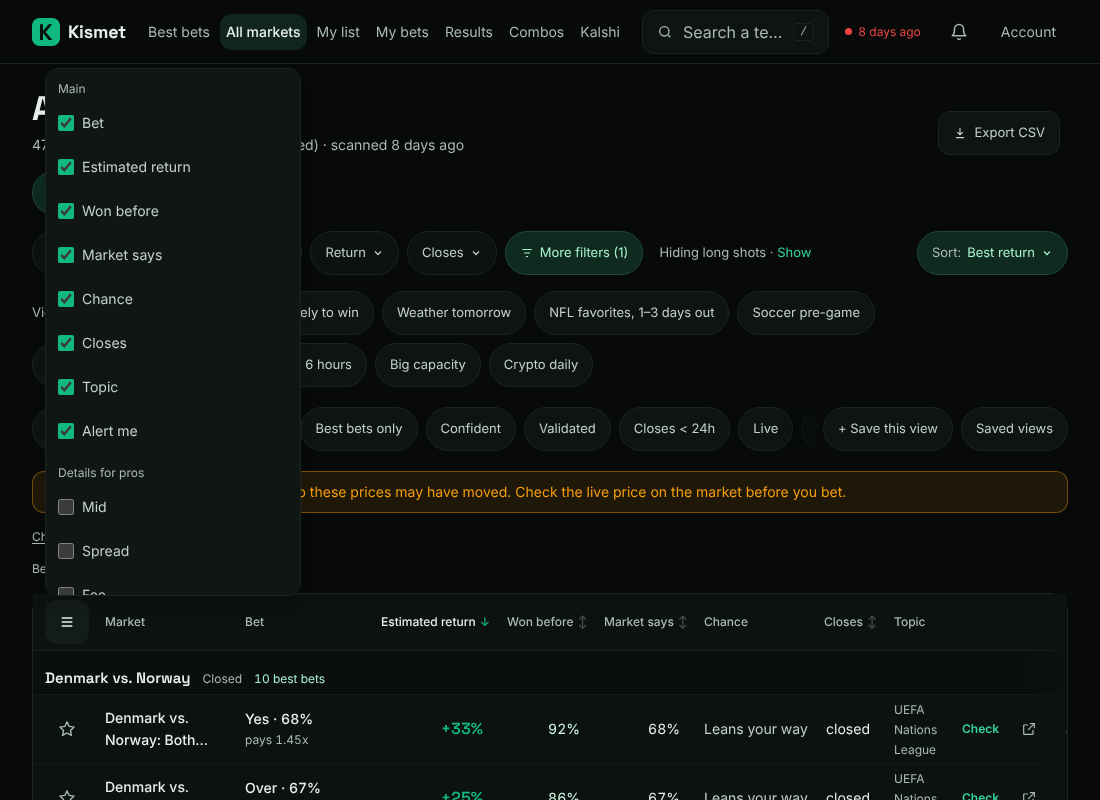 K Kismet Best bets All markets My list My bets Results Combos Kalshi Search a te... / 8 days ago Account
Main
Bet
Export CSV
47 ed) · scanned 8 days ago
Estimated return
Won before
Market says
Return Closes More filters (1) Hiding long shots · Show Sort: Best return
Chance
ely to win Weather tomorrow NFL favorites, 1–3 days out Soccer pre-game
Closes
6 hours Big capacity Crypto daily
Topic
Alert me
Best bets only Confident Validated Closes < 24h Live + Save this view Saved views
Details for pros
these prices may have moved. Check the live price on the market before you bet.
Mid
Spread
Fee
Market Bet Estimated return Won before Market says Chance Closes Topic
Denmark vs. Norway Closed 10 best bets
Denmark vs.
Norway: Both...
Yes · 68%
pays 1.45x
+33% 92% 68% Leans your way closed
UEFA
Nations
League
Check
Denmark vs.
Over · 67%
+25% 86% 67% Leans your way closed
UEFA
Nations
Check